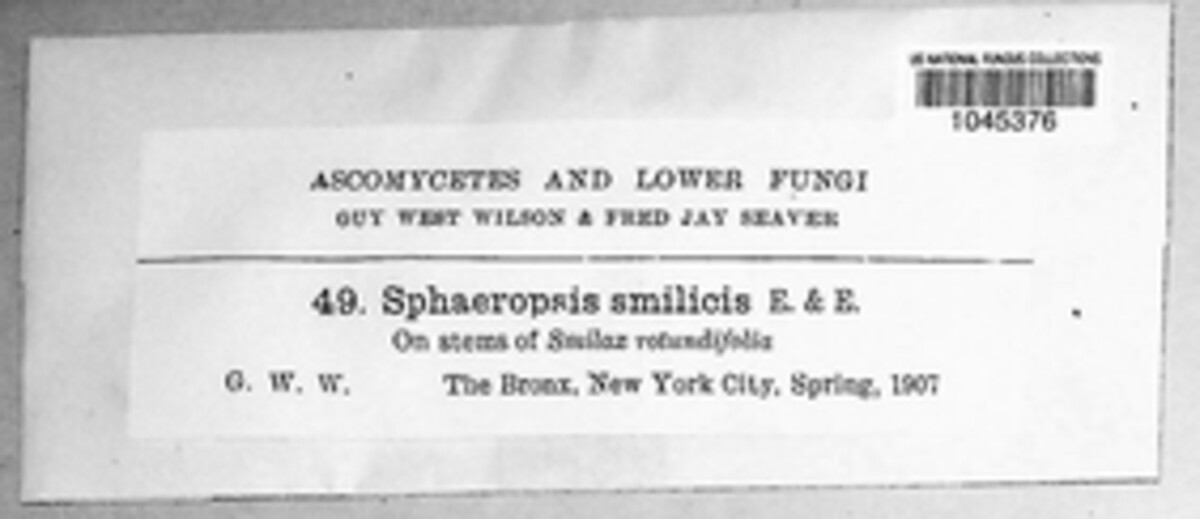 US NATIONAL FUNGUS COLLECTIONS
1045376
ASCOMYCETES AND LOWER FUNGI
GUY WEST WILSON & FRED JAY SEAVER
49. Sphaeropsis smilicis E. & E.
On stems of Smilax rotundifolia
G. W. W. The Bronx, New York City, Spring, 1907